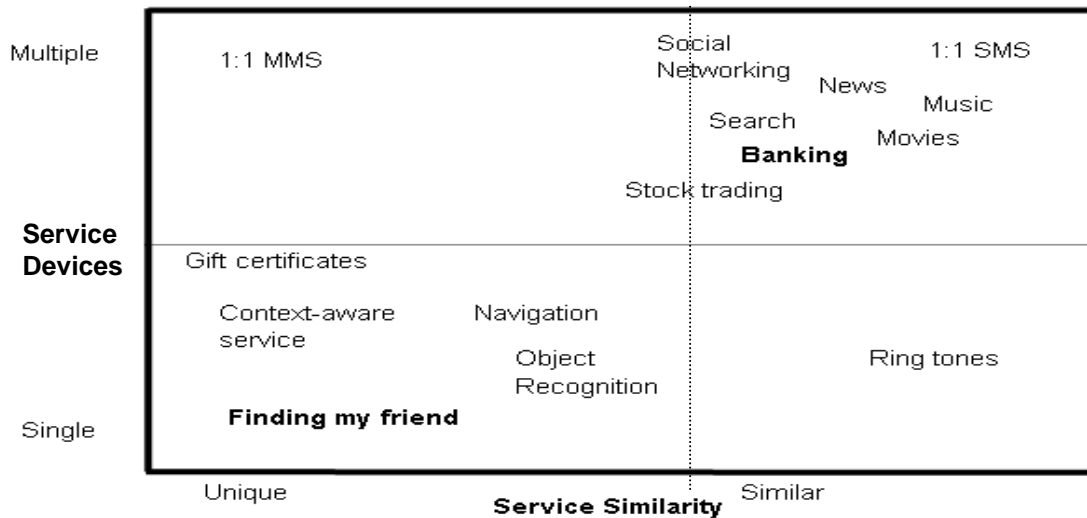 Multiple
1:1 MMS
Social
Networking
1:1 SMS
News
Music
Search
Movies
Banking
Stock trading
Service
Devices
Gift certificates
Context-aware
service
Navigation
Object
Recognition
Ring tones
Finding my friend
Single
Unique
Service Similarity
Similar